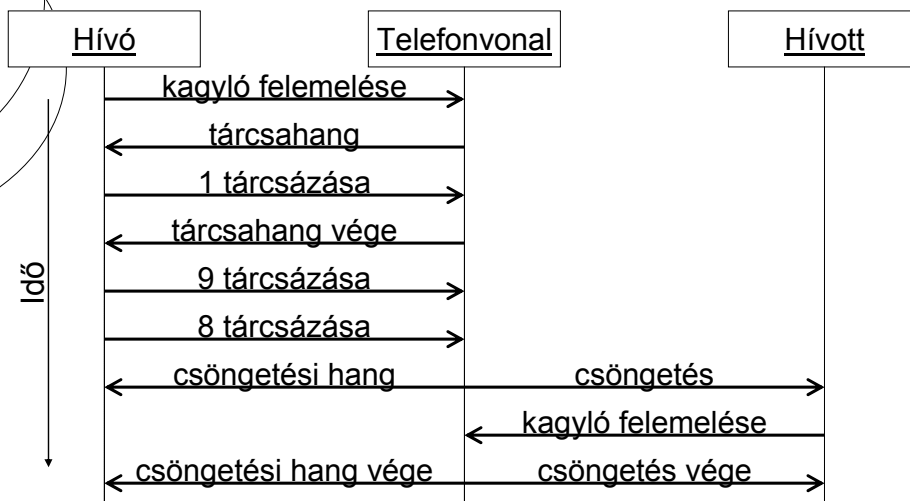 Hívó Telefonvonal Hívott
kagyló felemelése
tárcsahang
1 tárcsázása
tárcsahang vége
9 tárcsázása
8 tárcsázása
csöngetési hang csöngetés
kagyló felemelése
csöngetési hang vége csöngetés vége
Idő